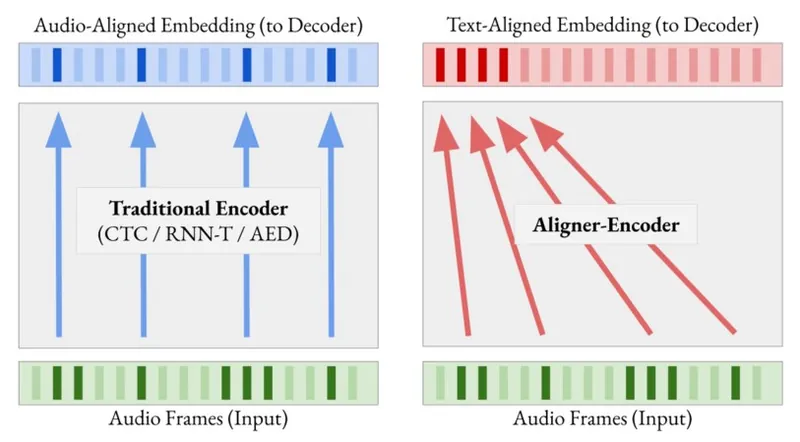 Audio-Aligned Embedding (to Decoder)
Text-Aligned Embedding (to Decoder)
Traditional Encoder
(CTC / RNN-T / AED)
Aligner-Encoder
Audio Frames (Input)
Audio Frames (Input)